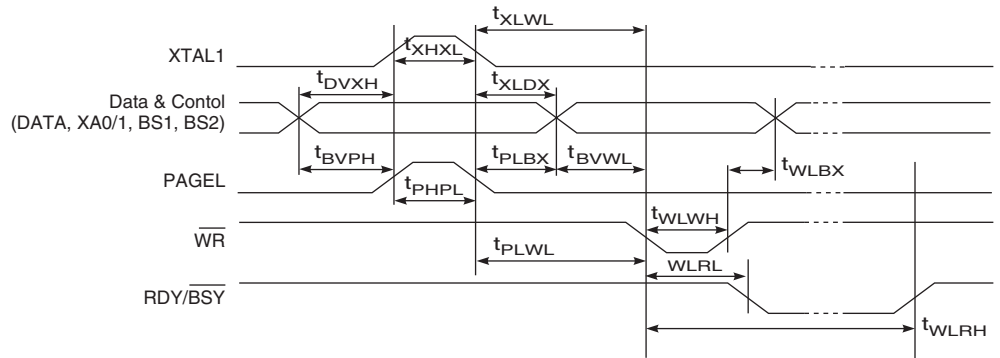 tXLWL
XTAL1
tXHXL
tDVXH
tXLDX
Data & Contol
(DATA, XA0/1, BS1, BS2)
tBVPH
tPLBX
tBVWL
tWLBX
PAGEL
tPHPL
tWLWH
WR
tPLWL
WLRL
RDY/BSY
tWLRH